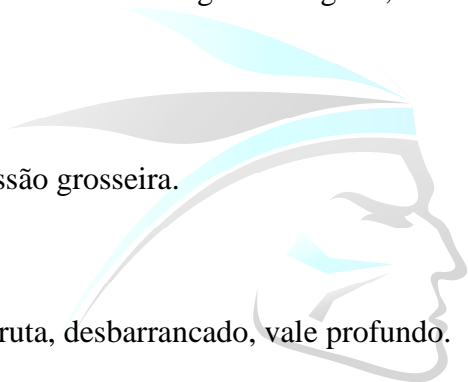 ssão grosseira.
ruta, desbarrancado, vale profundo.